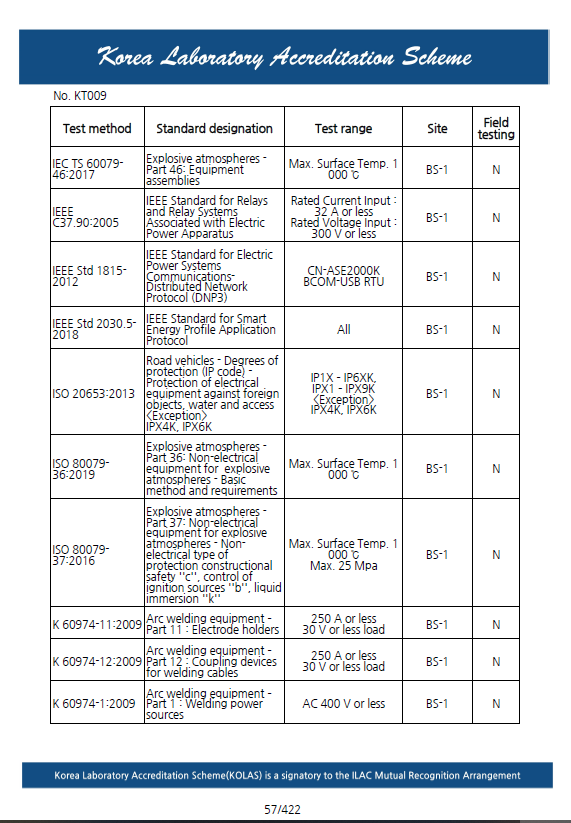 Korea Laboratory Accreditation Scheme
No. KT009
Test method Standard designation Test range Site Field testing
IEC TS 60079-
46:2017
Explosive atmospheres -
Part 46: Equipment
assemblies
Max. Surface Temp. 1
000 ℃
BS-1
N
IEEE
C37.90:2005
IEEE Standard for Relays
and Relay Systems
Associated with Electric
Power Apparatus
Rated Current Input :
32 A or less
Rated Voltage Input :
300 V or less
BS-1
N
IEEE Std 1815-
2012
IEEE Standard for Electric
Power Systems
Communications-
Distributed Network
Protocol (DNP3)
CN-ASE2000K
BCOM-USB RTU
BS-1
N
IEEE Std 2030.5-
2018
IEEE Standard for Smart
Energy Profile Application
Protocol
All
BS-1
N
ISO 20653:2013
Road vehicles - Degrees of
protection (IP code) -
Protection of electrical
equipment against foreign
objects, water and access
<Exception>
IPX4K, IPX6K
IP1X - IP6XK,
IPX1 - IPX9K
<Exception>
IPX4K, IPX6K
BS-1
N
ISO 80079-
36:2019
Explosive atmospheres -
Part 36: Non-electrical
equipment for explosive
atmospheres - Basic
method and requirements
Max. Surface Temp. 1
000 ℃
BS-1
N
ISO 80079-
37:2016
Explosive atmospheres -
Part 37: Non-electrical
equipment for explosive
atmospheres - Non-
electrical type of
protection constructional
safety "c", control of
ignition sources "b", liquid
immersion "k"
Max. Surface Temp. 1
000 ℃
Max. 25 Mpa
BS-1
N
K 60974-11:2009
Arc welding equipment -
Part 11 : Electrode holders
250 A or less
30 V or less load
BS-1
N
K 60974-12:2009
Arc welding equipment -
Part 12 : Coupling devices
for welding cables
250 A or less
30 V or less load
BS-1
N
K 60974-1:2009
Arc welding equipment -
Part 1 : Welding power
sources
AC 400 V or less
BS-1
N
Korea Laboratory Accreditation Scheme(KOLAS) is a signatory to the ILAC Mutual Recognition Arrangement
57/422